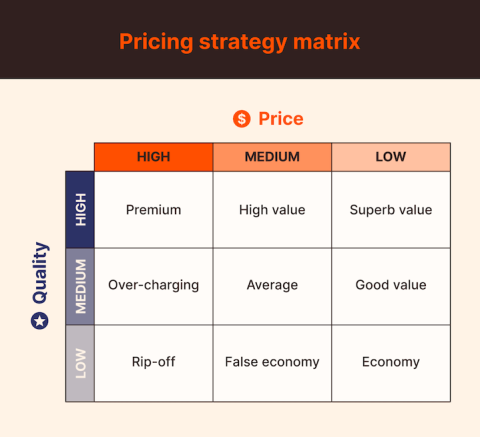 Pricing strategy matrix
$ Price
HIGH MEDIUM LOW
Quality
HIGH Premium High value Superb value
MEDIUM Over-charging Average Good value
LOW Rip-off False economy Economy